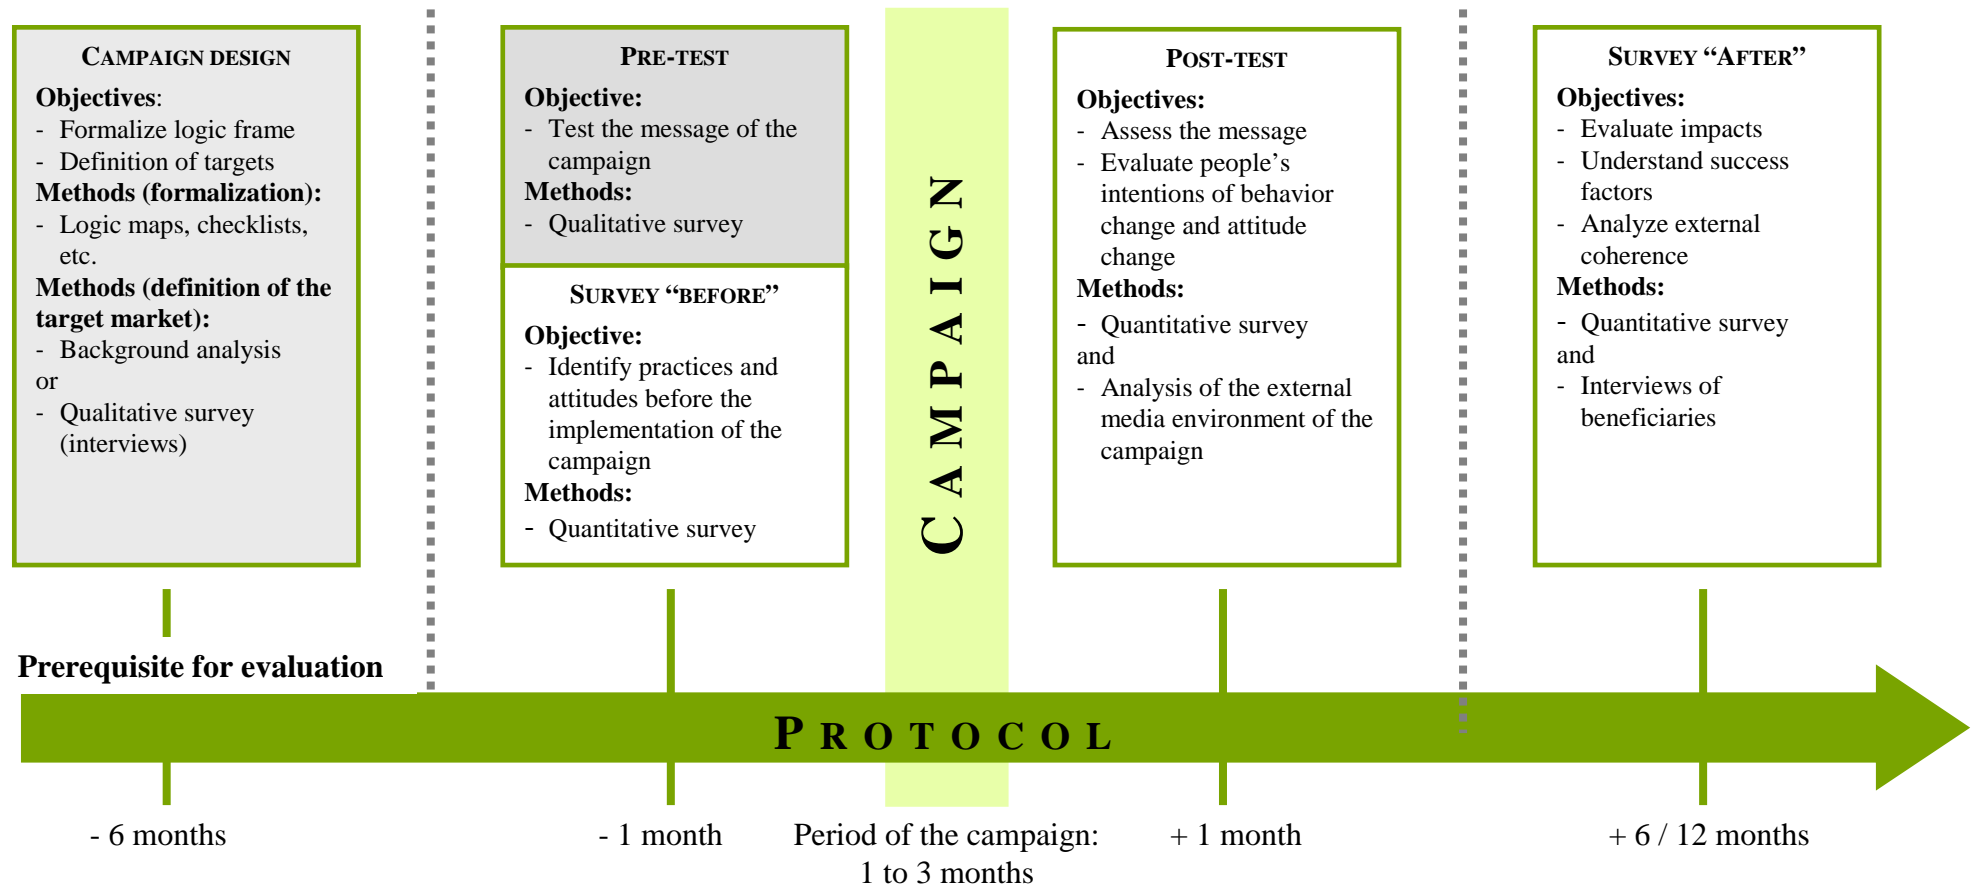 CAMPAIGN DESIGN
Objectives:
- Formalize logic frame
- Definition of targets
Methods (formalization):
- Logic maps, checklists,
etc.
Methods (definition of the
target market):
- Background analysis
or
- Qualitative survey
(interviews)
PRE-TEST
Objective:
- Test the message of the
campaign
Methods:
- Qualitative survey
SURVEY “BEFORE”
Objective:
- Identify practices and
attitudes before the
implementation of the
campaign
Methods:
- Quantitative survey
CAMPAIGN
POST-TEST
Objectives:
- Assess the message
- Evaluate people’s
intentions of behavior
change and attitude
change
Methods:
- Quantitative survey
and
- Analysis of the external
media environment of the
campaign
SURVEY “AFTER”
Objectives:
- Evaluate impacts
- Understand success
factors
- Analyze external
coherence
Methods:
- Quantitative survey
and
- Interviews of
beneficiaries
Prerequisite for evaluation
PROTOCOL
- 6 months
- 1 month
Period of the campaign:
1 to 3 months
+ 1 month
+ 6 / 12 months